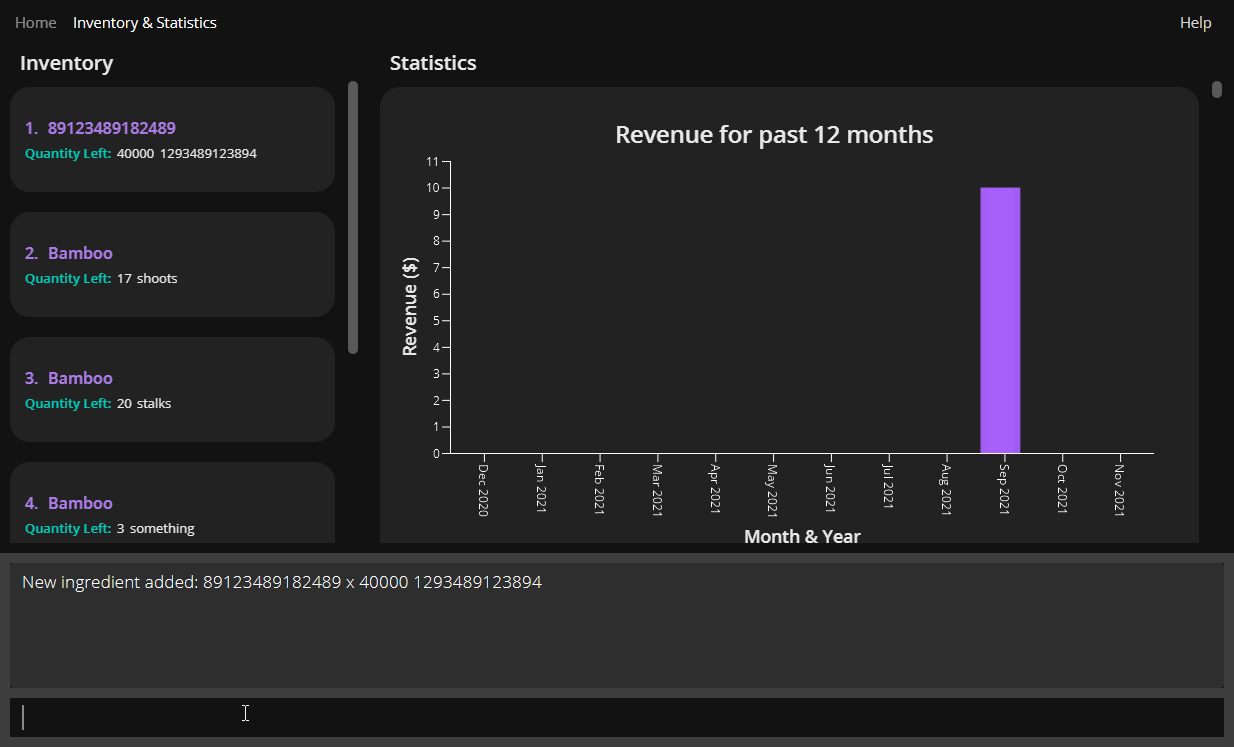 Home Inventory & Statistics Help
Inventory
1. 89123489182489
Quantity Left: 40000 1293489123894
2. Bamboo
Quantity Left: 17 shoots
3. Bamboo
Quantity Left: 20 stalks
4. Bamboo
Quantity Left: 3 something
Statistics
Revenue for past 12 months
Revenue ($)
11
10
9
8
7
6
5
4
3
2
1
0
Dec 2020
Jan 2021
Feb 2021
Mar 2021
Apr 2021
May 2021
Jun 2021
Jul 2021
Aug 2021
Sep 2021
Oct 2021
Nov 2021
Month & Year
New ingredient added: 89123489182489 x 40000 1293489123894